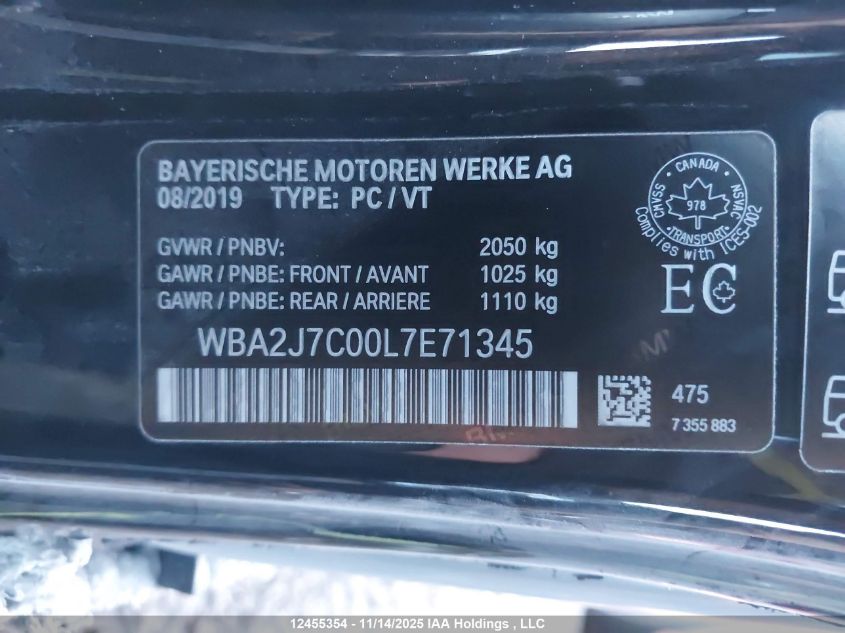 BAYERISCHE MOTOREN WERKE AG
08/2019 TYPE: PC / VT
GVWR / PNBV: 2050 kg
GAWR / PNBE: FRONT / AVANT 1025 kg
GAWR / PNBE: REAR / ARRIERE 1110 kg
WBA2J7C00L7E71345
CANADA
CMVSS
NSVAC
978
TRANSPORT
Complies with ICES-002
EC
475
7 355 883
12455354 - 11/14/2025 IAA Holdings , LLC